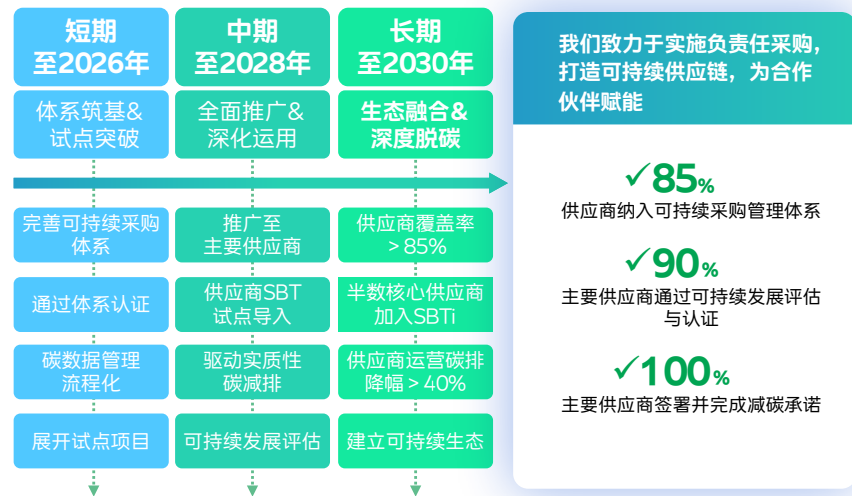 短期
至2026年
体系筑基&
试点突破
完善可持续采购
体系
通过体系认证
碳数据管理
流程化
展开试点项目
中期
至2028年
全面推广&
深化运用
推广至
主要供应商
供应商SBT
试点导入
驱动实质性
碳减排
可持续发展评估
长期
至2030年
生态融合&
深度脱碳
供应商覆盖率
>85%
半数核心供应商
加入SBTi
供应商运营碳排
降幅>40%
建立可持续生态
我们致力于实施负责任采购，
打造可持续供应链，为合作
伙伴赋能
✓85%
供应商纳入可持续采购管理体系
✓90%
主要供应商通过可持续发展评估
与认证
✓100%
主要供应商签署并完成减碳承诺